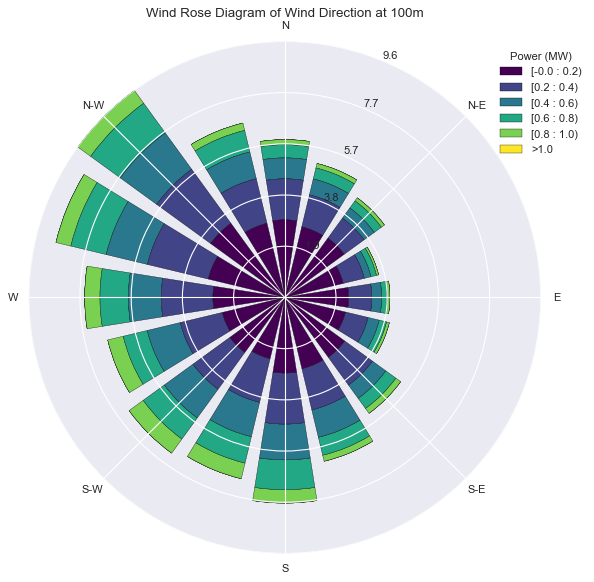 Wind Rose Diagram of Wind Direction at 100m
N
9.6
Power (MW)
[-0.0 : 0.2)
[0.2 : 0.4)
[0.4 : 0.6)
[0.6 : 0.8)
[0.8 : 1.0)
>1.0
N-W
7.7
N-E
5.7
3.8
W
E
S-W
S-E
S